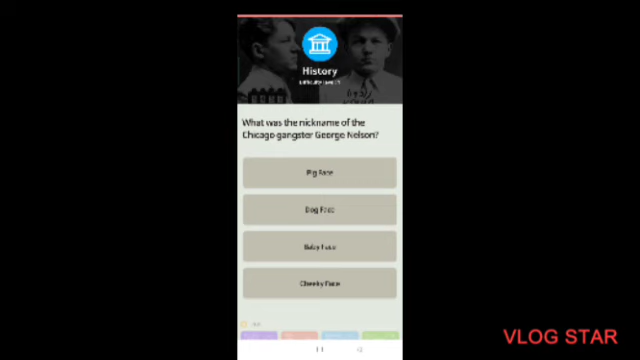 History
What was the nickname of the
Chicago gangster George Nelson?
Pig Face
Dog Face
Baby Face
Cheeky Face
VLOG STAR